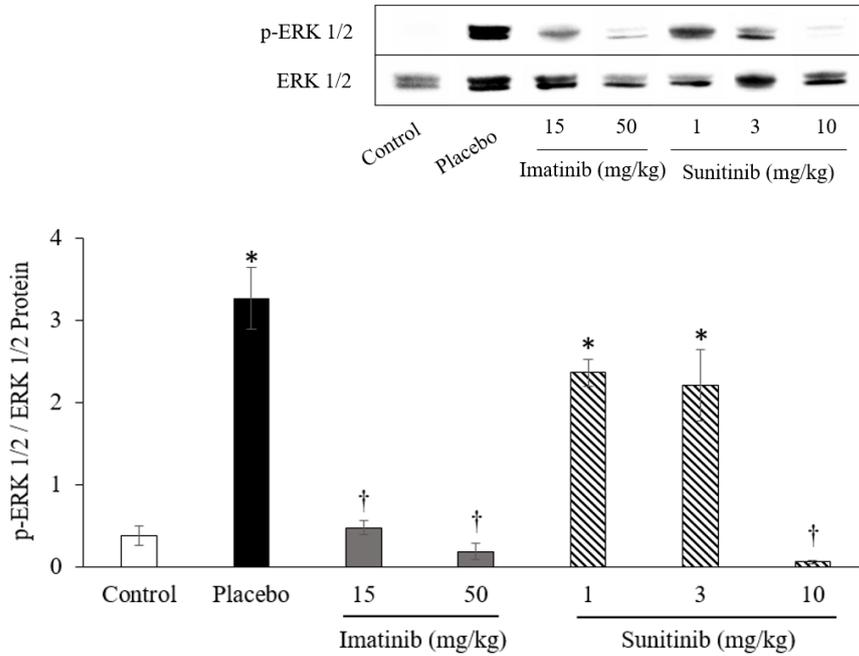 p-ERK 1/2
ERK 1/2
Control Placebo 15 50 1 3 10
Imatinib (mg/kg) Sunitinib (mg/kg)
p-ERK 1/2 / ERK 1/2 Protein
4
3
2
1
0
* † † * * †
Control Placebo 15 50 1 3 10
Imatinib (mg/kg) Sunitinib (mg/kg)